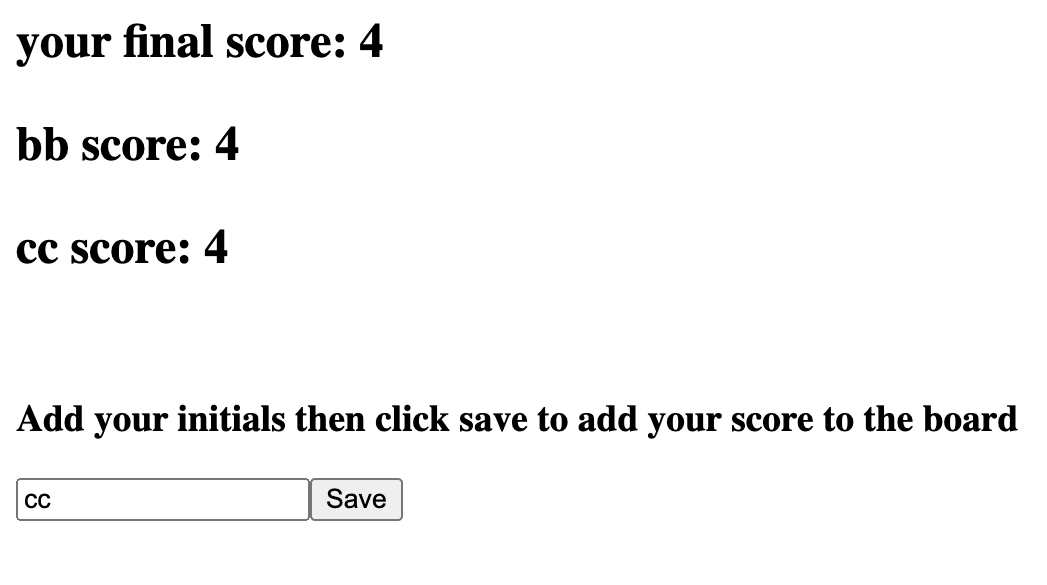 your final score: 4
bb score: 4
cc score: 4
Add your initials then click save to add your score to the board
cc Save